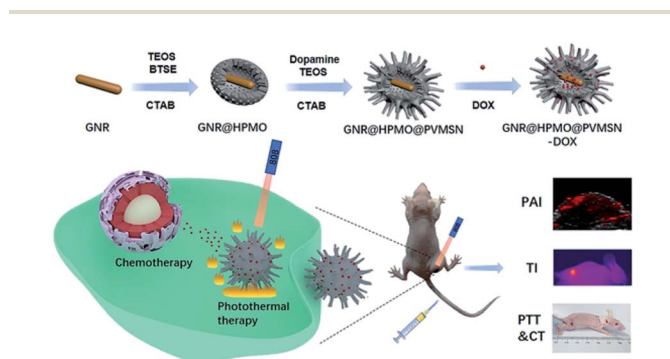 TEOS
BTSE
CTAB
Dopamine
TEOS
CTAB
DOX
GNR
GNR@HPMO
GNR@HPMO@PVMSN
GNR@HPMO@PVMSN
-DOX
808
Chemotherapy
Photothermal
therapy
808
PAI
TI
PTT
&CT